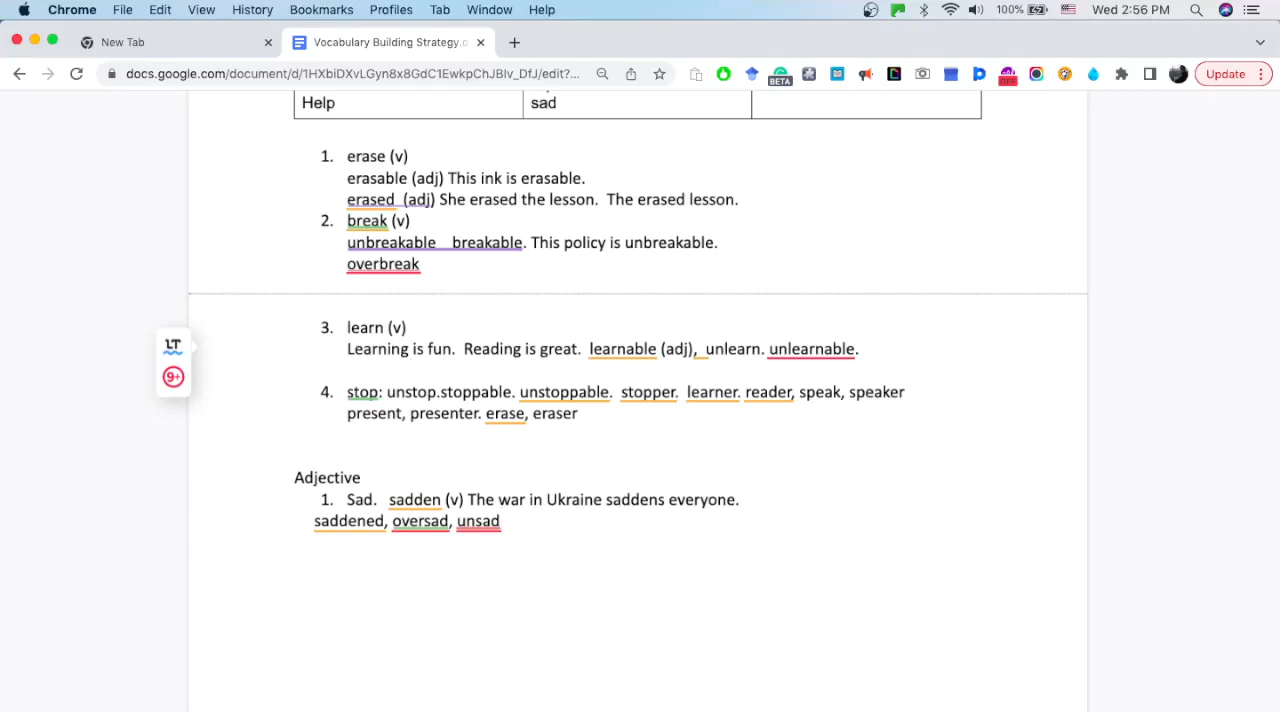 Chrome File Edit View History Bookmarks Profiles Tab Window Help 100% Wed 2:56 PM
New Tab Vocabulary Building Strategy.o
docs.google.com/document/d/1HXbiDXvLGyn8x8GdC1EwkpChJBlv_DfJ/edit?... BETA OFF Update
Help sad
1. erase (v)
erasable (adj) This ink is erasable.
erased (adj) She erased the lesson. The erased lesson.
2. break (v)
unbreakable breakable. This policy is unbreakable.
overbreak
3. learn (v)
LT
Learning is fun. Reading is great. learnable (adj), unlearn. unlearnable.
9+
4. stop: unstop.stoppable. unstoppable. stopper. learner. reader, speak, speaker
present, presenter. erase, eraser
Adjective
1. Sad. sadden (v) The war in Ukraine saddens everyone.
saddened, oversad, unsad